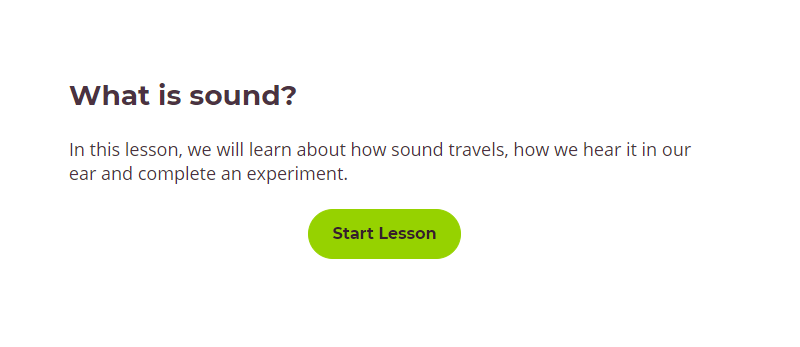 What is sound?
In this lesson, we will learn about how sound travels, how we hear it in our
ear and complete an experiment.
Start Lesson